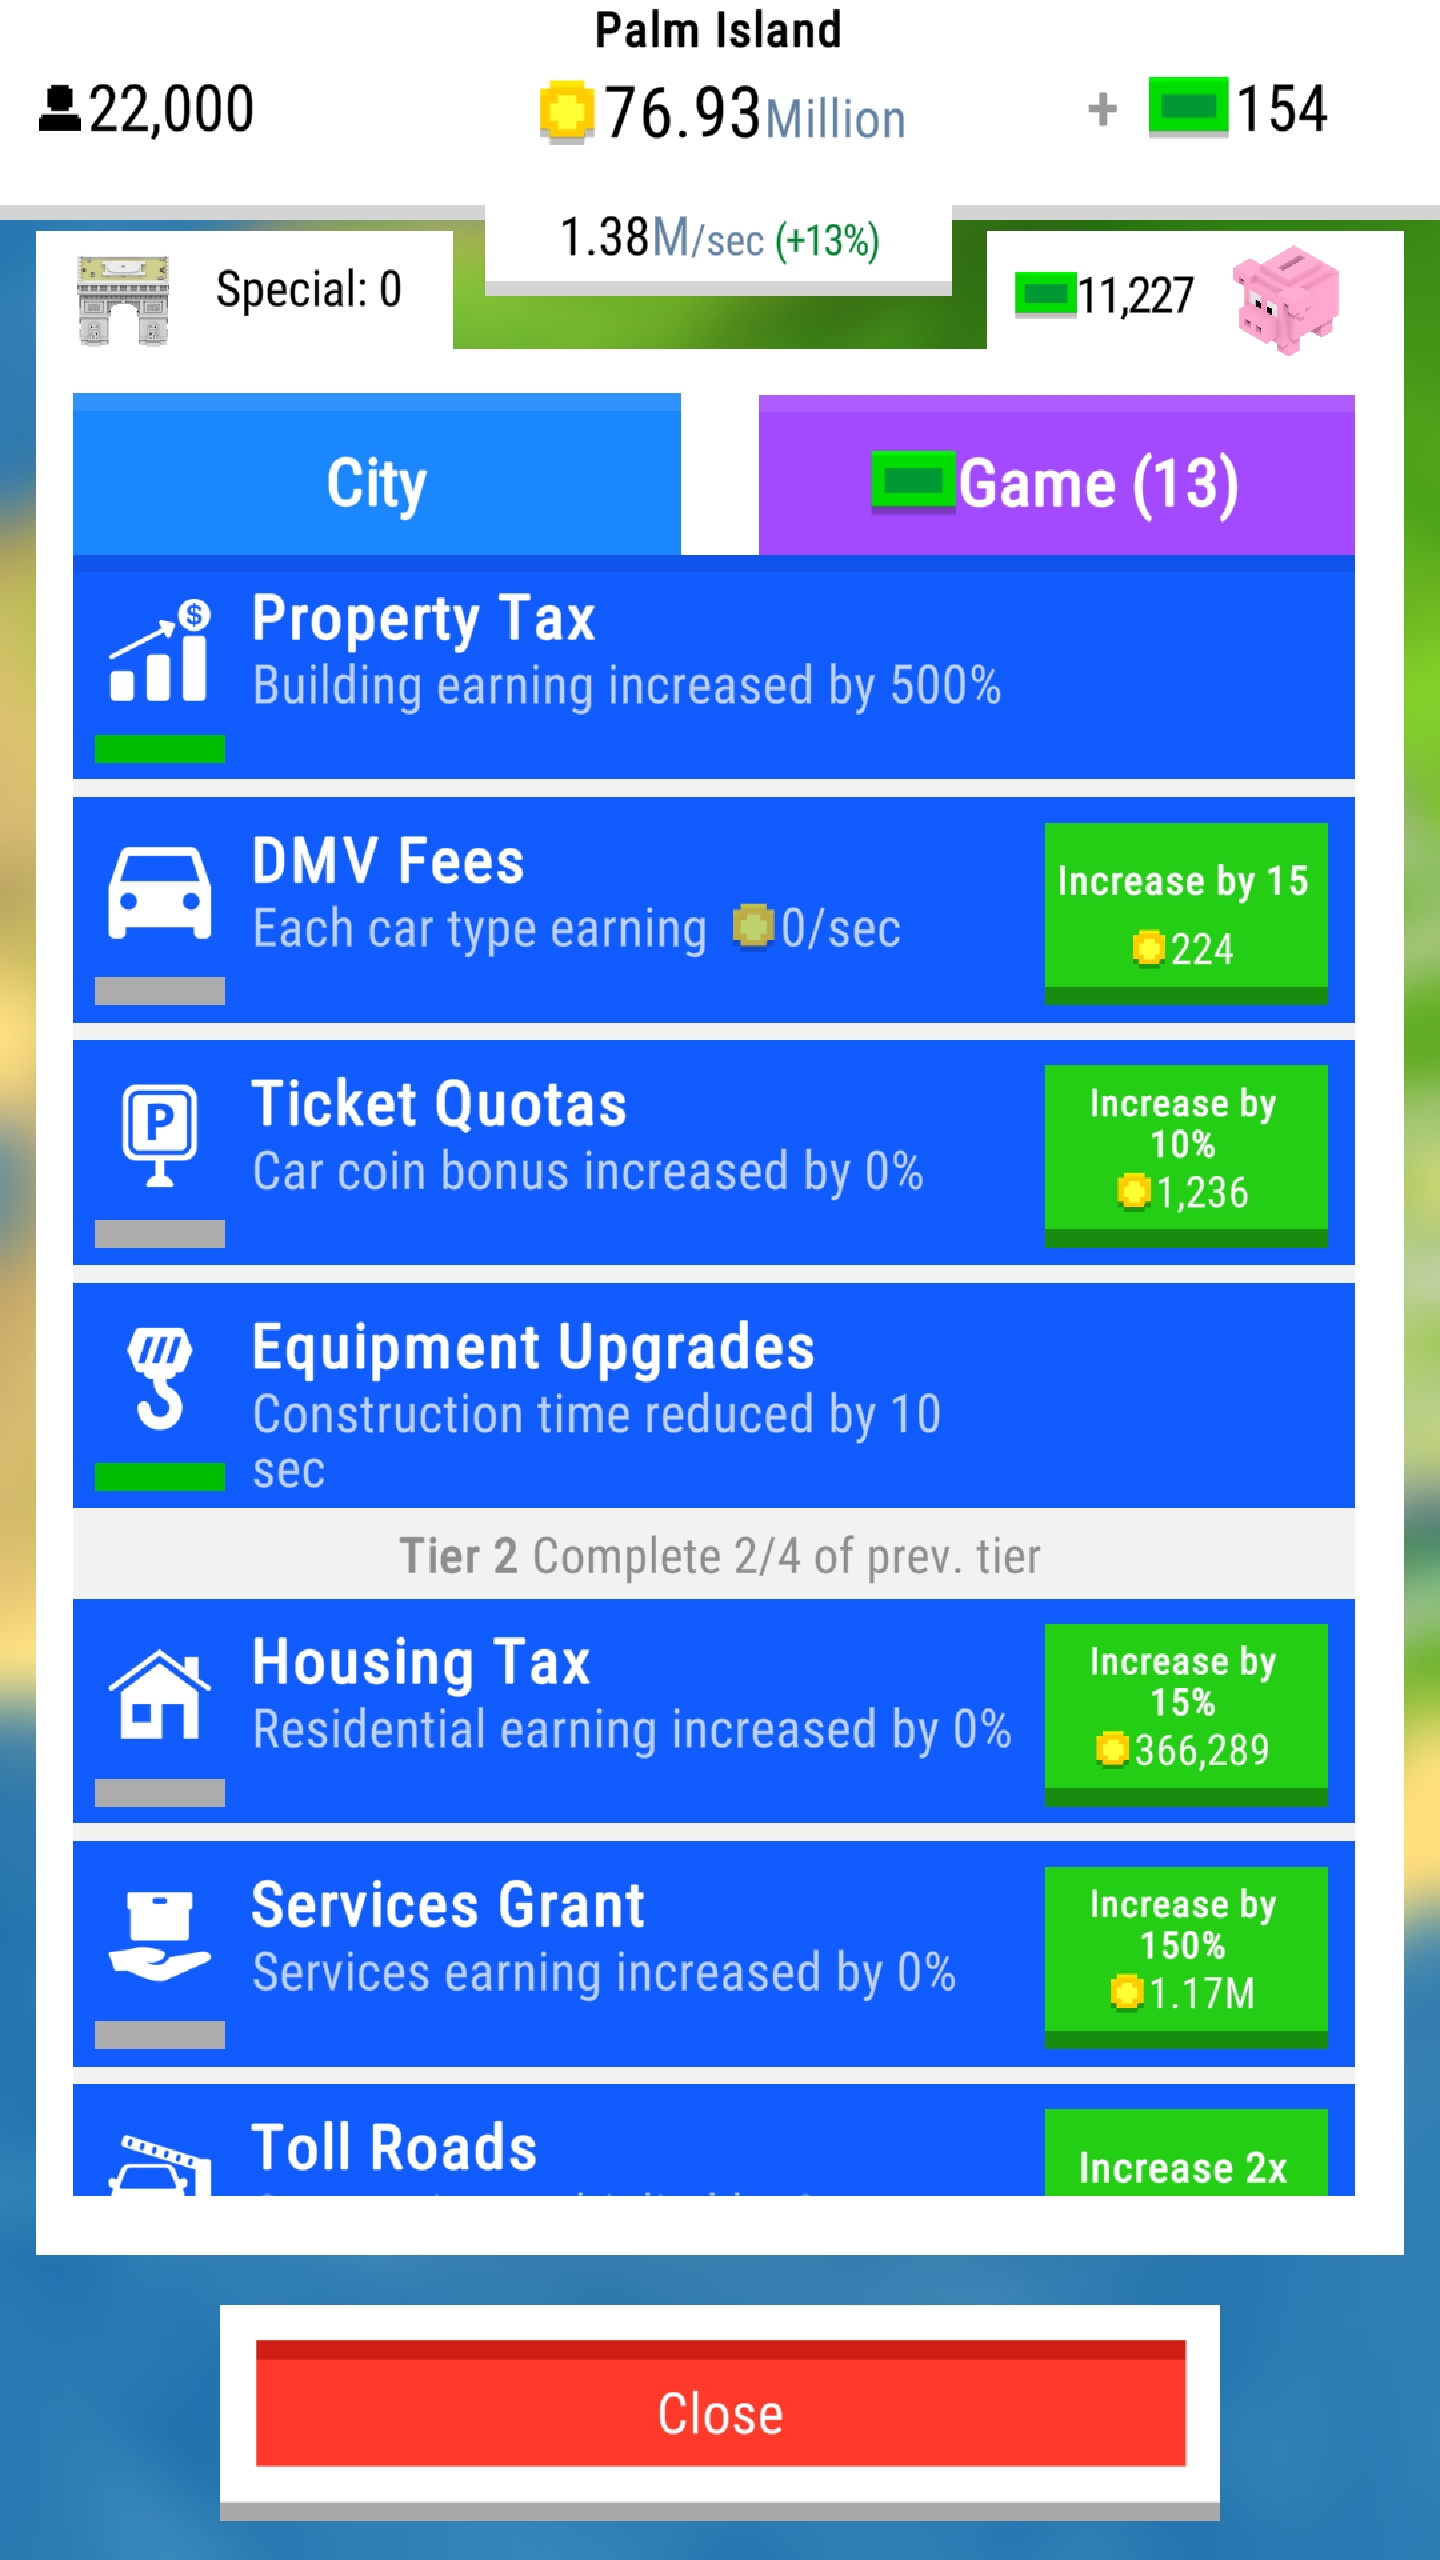 Palm Island
22,000
76.93Million
+ 154
1.38M/sec (+13%)
Special: 0
11,227
City
Game (13)
$
Property Tax
Building earning increased by 500%
DMV Fees
Each car type earning 0/sec
Increase by 15
224
P
Ticket Quotas
Car coin bonus increased by 0%
Increase by
10%
1,236
Equipment Upgrades
Construction time reduced by 10
sec
Tier 2 Complete 2/4 of prev. tier
Housing Tax
Residential earning increased by 0%
Increase by
15%
366,289
Services Grant
Services earning increased by 0%
Increase by
150%
1.17M
Toll Roads
Increase 2x
Close